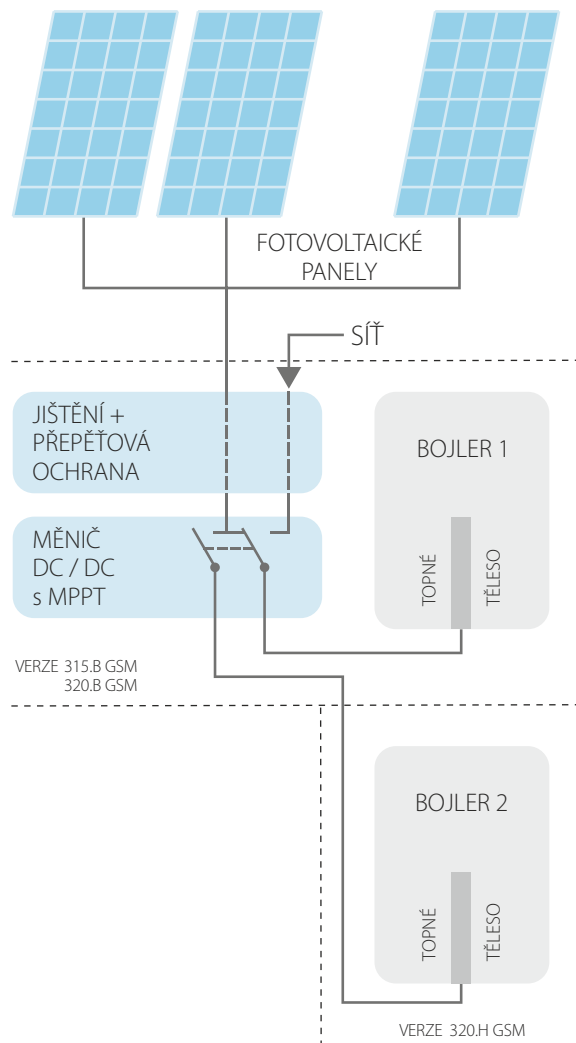 FOTOVOLTAICKÉ
PANELY
SÍŤ
JIŠTĚNÍ +
PŘEPĚŤOVÁ
OCHRANA
BOJLER 1
TOPNÉ
TĚLESO
MĚNIČ
DC / DC
s MPPT
VERZE 315.B GSM
320.B GSM
BOJLER 2
TOPNÉ
TĚLESO
VERZE 320.H GSM